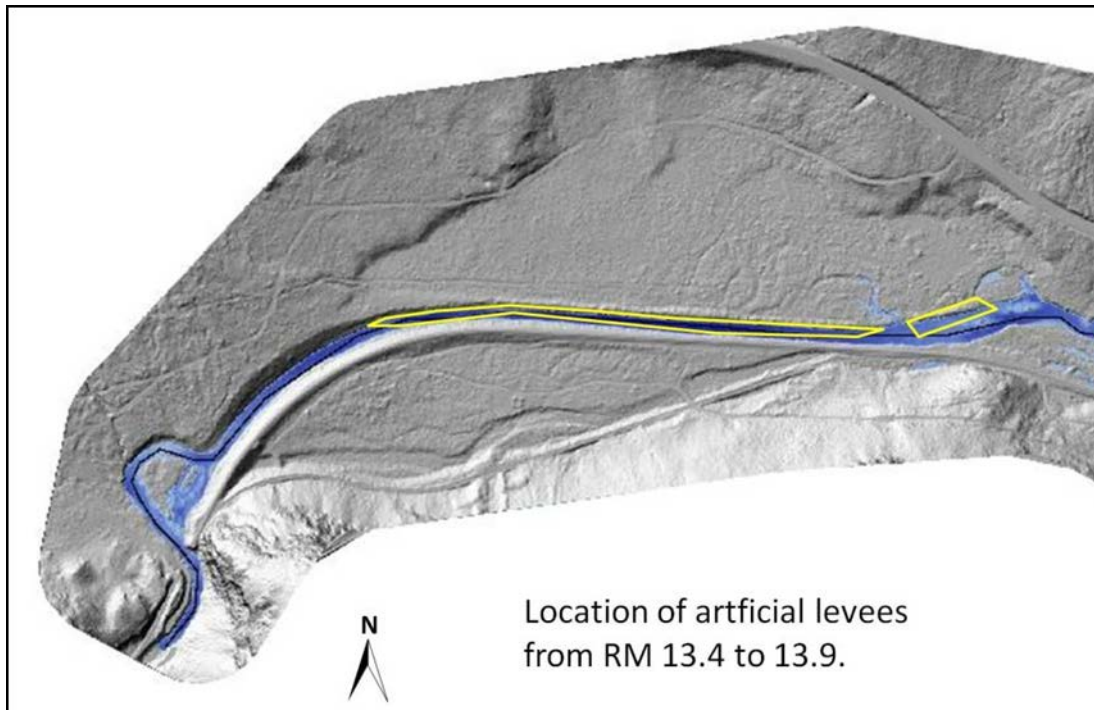 N
Location of artficial levees
from RM 13.4 to 13.9.